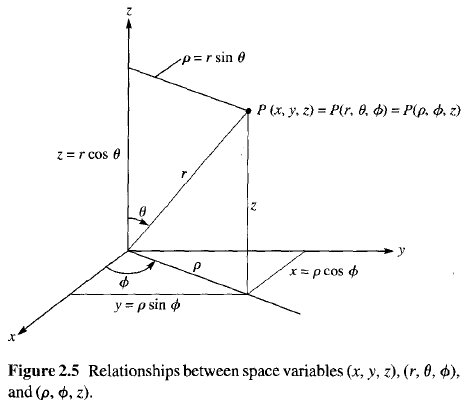 z
ρ = r sin θ
P (x, y, z) = P(r, θ, ϕ) = P(ρ, ϕ, z)
z = r cos θ
r
z
θ
y
ρ
x = ρ cos ϕ
ϕ
y = ρ sin ϕ
x
Figure 2.5 Relationships between space variables (x, y, z), (r, θ, ϕ),
and (ρ, ϕ, z).